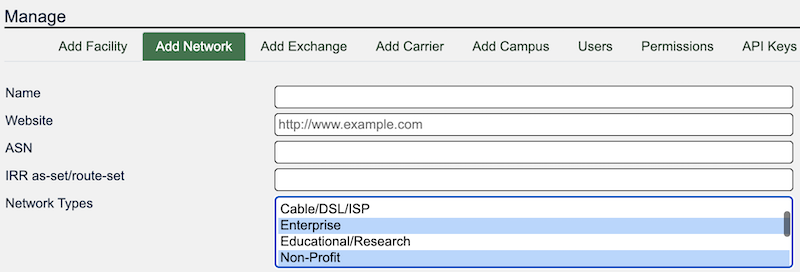 Manage
Add Facility Add Network Add Exchange Add Carrier Add Campus Users Permissions API Keys
Name
Website http://www.example.com
ASN
IRR as-set/route-set
Network Types Cable/DSL/ISP
Enterprise
Educational/Research
Non-Profit